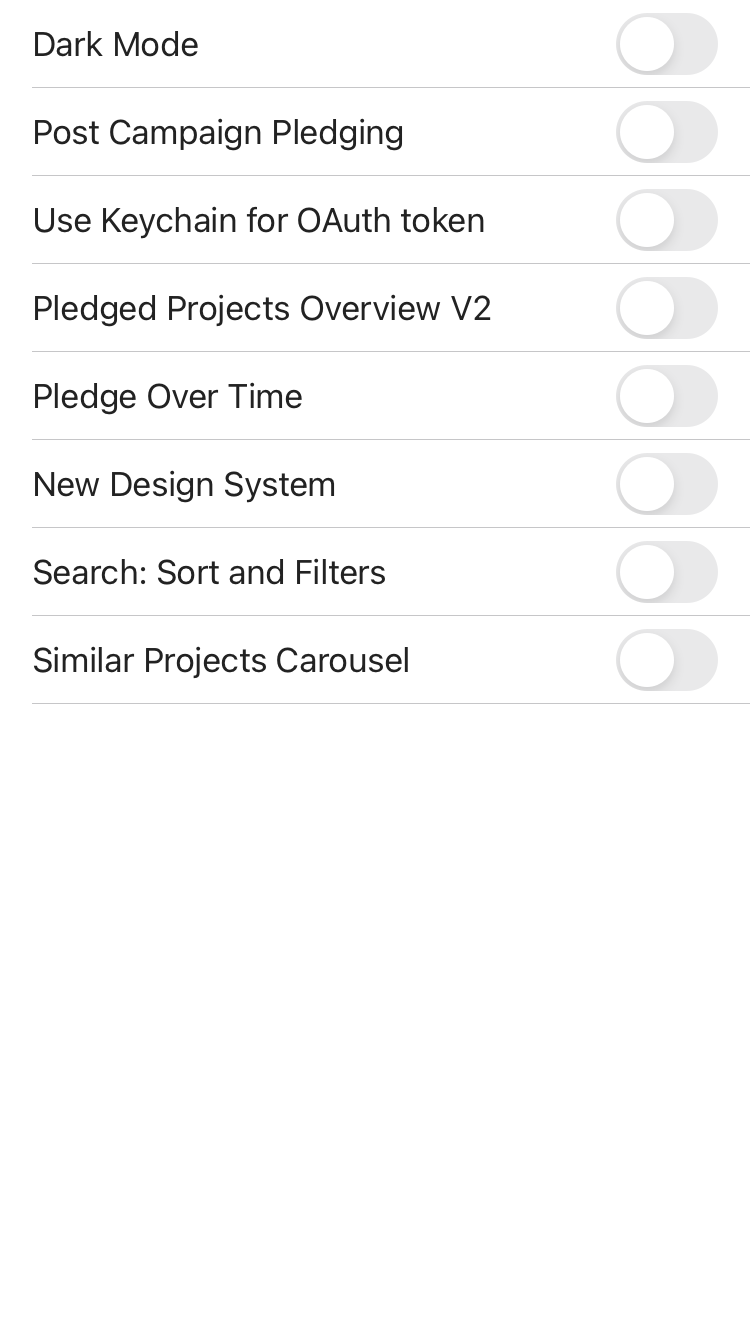 Dark Mode
Post Campaign Pledging
Use Keychain for OAuth token
Pledged Projects Overview V2
Pledge Over Time
New Design System
Search: Sort and Filters
Similar Projects Carousel